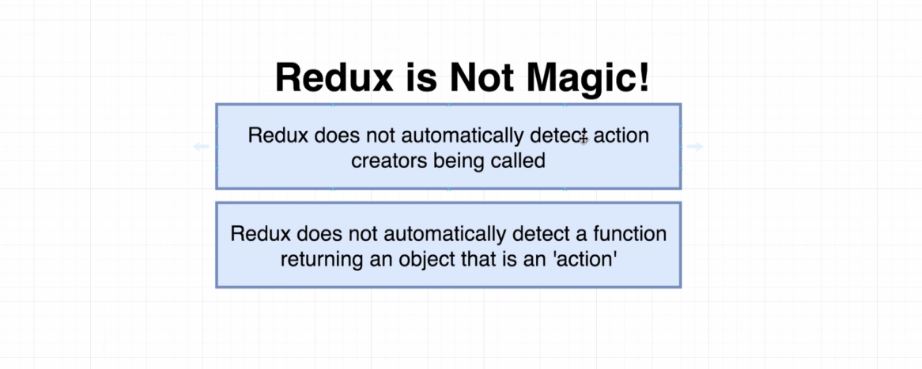 Redux is Not Magic!
Redux does not automatically detect action
creators being called
Redux does not automatically detect a function
returning an object that is an 'action'